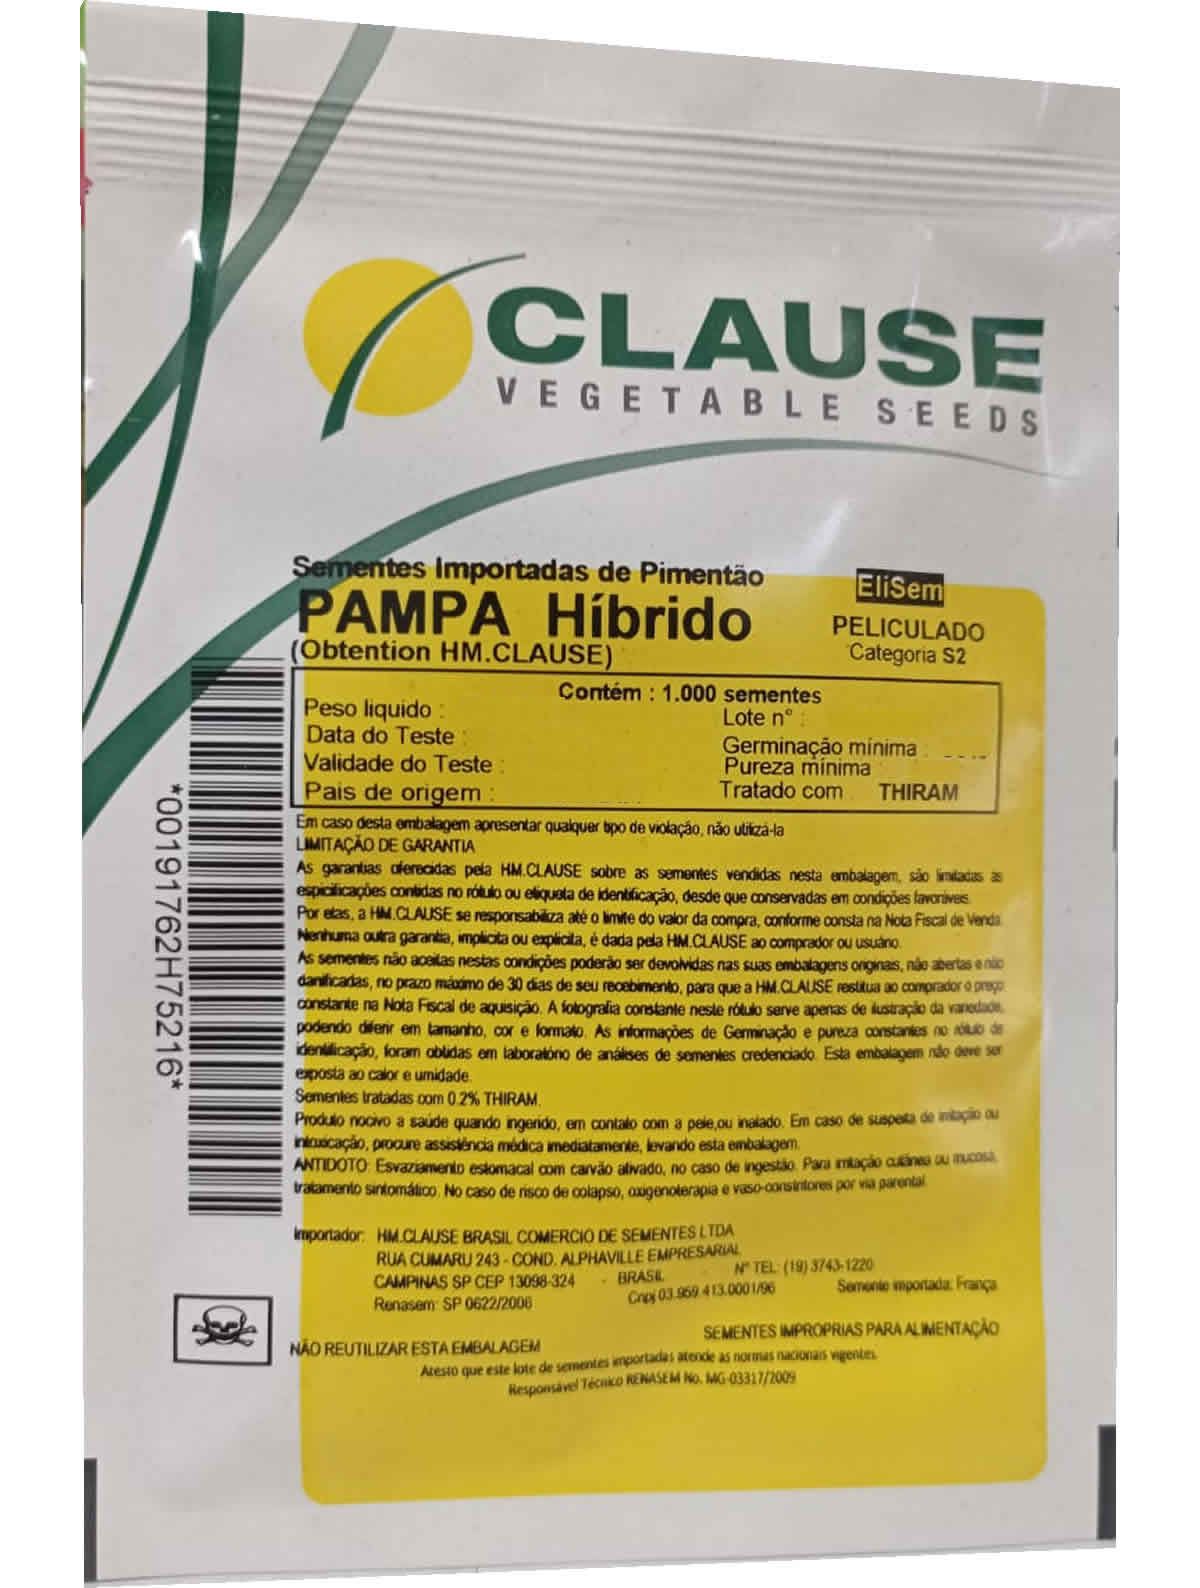 CLAUSE
VEGETABLE SEEDS
Sementes Importadas de Pimentão
PAMPA Híbrido
(Obtention HM.CLAUSE)
EliSem
PELICULADO
Categoria S2
Contém : 1.000 sementes
Peso liquido :
Lote n° :
Data do Teste :
Germinação mínima :
Validade do Teste :
Pureza mínima
Pais de origem :
Tratado com THIRAM
*00191762H75216*
Em caso desta embalagem apresentar qualquer tipo de violação, não utilizá-la
LIMITAÇÃO DE GARANTIA
As garantias oferecidas pela HM.CLAUSE sobre as sementes vendidas nesta embalagem, são limitadas às
espicificações contidas no rótulo ou etiqueta de identificação, desde que conservadas em condições favoriveis.
Por elas, a HM.CLAUSE se responsabiliza até o limite do valor da compra, conforme consta na Nota Fiscal de Venda.
Nenhuma outra garantia, implicita ou explicita, é dada pela HM.CLAUSE ao comprador ou usuário.
As sementes não aceitas nestas condições poderão ser devolvidas nas suas embalagens originais, não abertas e não
danificadas, no prazo máximo de 30 dias de seu recebimento, para que a HM.CLAUSE restitua ao comprador o preço
constante na Nota Fiscal de aquisição. A fotografia constante neste rótulo serve apenas de ilustração da variedade,
podendo diferir em tamanho, cor e formato. As informações de Germinação e pureza constantes no rótulo de
identificação, foram obtidas em laboratório de análises de sementes credenciado. Esta embalagem não deve ser
exposta ao calor e umidade.
Sementes tratadas com 0.2% THIRAM.
Produto nocivo a saúde quando ingerido, em contato com a pele,ou inalado. Em caso de suspeita de irritação ou
intoxicação, procure assistência médica imediatamente, levando esta embalagem.
ANTIDOTO: Esvaziamento estomacal com carvão ativado, no caso de ingestão. Para irritação cutânea ou mucosa,
tratamento sintomático. No caso de risco de colapso, oxigenoterapia e vaso-constritores por via parental.
Importador: HM.CLAUSE BRASIL COMERCIO DE SEMENTES LTDA
RUA CUMARU 243 - COND. ALPHAVILLE EMPRESARIAL
CAMPINAS SP CEP 13098-324 - BRASIL N° TEL: (19) 3743-1220
Renasem: SP 0622/2006 Cnpj 03.959.413.0001/96 Semente importada: França
NÃO REUTILIZAR ESTA EMBALAGEM SEMENTES IMPROPRIAS PARA ALIMENTAÇÃO
Atesto que este lote de sementes importadas atende as normas nacionais vigentes.
Responsável Técnico RENASEM No. MG-03317/2009